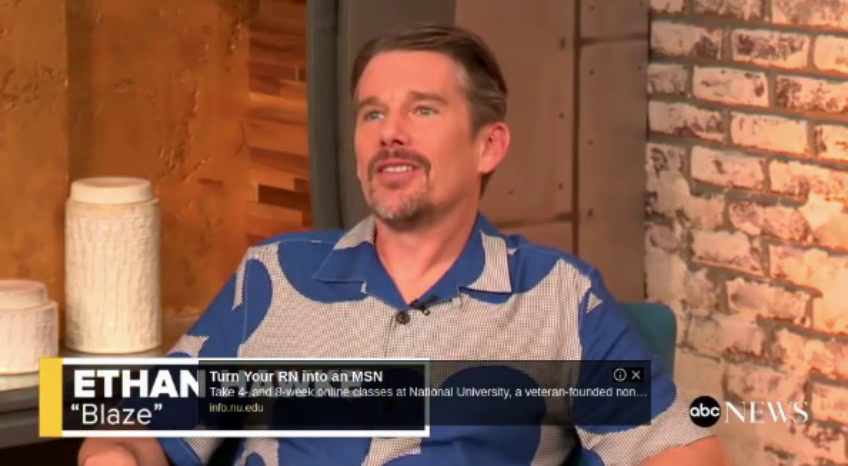 ETHAN
"Blaze"
Turn Your RN into an MSN
Take 4- and 8-week online classes at National University, a veteran-founded non...
info.nu.edu
abc NEWS